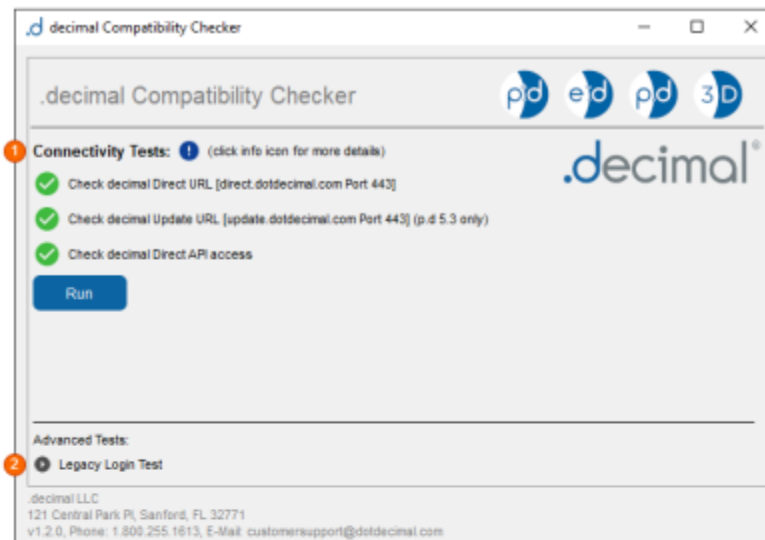 .d decimal Compatibility Checker
.decimal Compatibility Checker p.d e.d p.d 3D
1 Connectivity Tests: ! (click info icon for more details)
.decimal®
Check decimal Direct URL [direct.dotdecimal.com Port 443]
Check decimal Update URL [update.dotdecimal.com Port 443] (p.d 5.3 only)
Check decimal Direct API access
Run
Advanced Tests:
2 Legacy Login Test
.decimal LLC
121 Central Park Pl, Sanford, FL 32771
v1.2.0, Phone: 1.800.255.1613, E-Mail: customersupport@dotdecimal.com